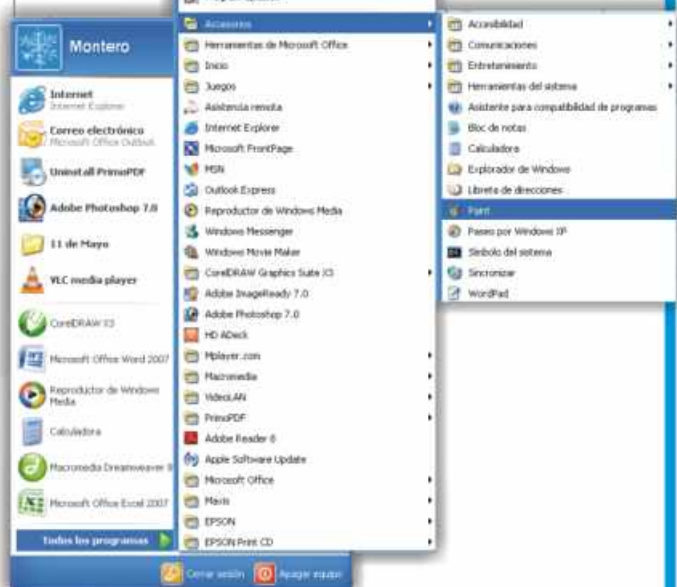 Montero
Internet
Internet Explorer
Correo electrónico
Microsoft Office Outlook
Uninstall PrimoPDF
Adobe Photoshop 7.0
11 de Mayo
VLC media player
CorelDRAW X3
Microsoft Office Word 2007
Reproductor de Windows
Media
Calculadora
Macromedia Dreamweaver 8
Microsoft Office Excel 2007
Todos los programas
Cerrar sesión
Apagar equipo
Accesorios
Herramientas de Microsoft Office
Inicio
Juegos
Asistencia remota
Internet Explorer
Microsoft FrontPage
MSN
Outlook Express
Reproductor de Windows Media
Windows Messenger
Windows Movie Maker
CorelDRAW Graphics Suite X3
Adobe ImageReady 7.0
Adobe Photoshop 7.0
HD ADeck
Mplayer.com
Macromedia
VideoLAN
PrimoPDF
Adobe Reader 8
Apple Software Update
Microsoft Office
Maxis
EPSON
EPSON Print CD
Accesibilidad
Comunicaciones
Entretenimiento
Herramientas del sistema
Asistente para compatibilidad de programas
Bloc de notas
Calculadora
Explorador de Windows
Libreta de direcciones
Paint
Paseo por Windows XP
Símbolo del sistema
Sincronizar
WordPad